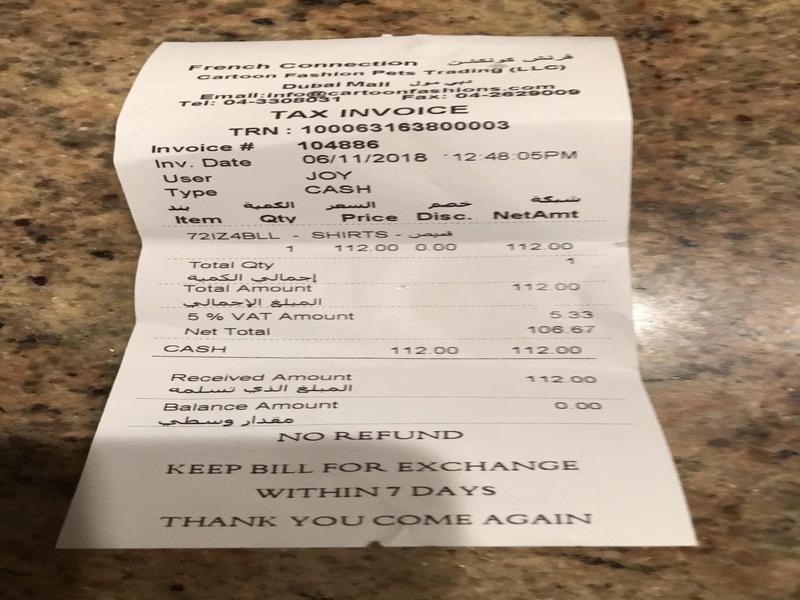 French Connection فرنش كونكشن
Cartoon Fashion Pets Trading (LLC)
Dubai Mall دبي مول
Email:info@cartoonfashions.com
Tel: 04-3308031 Fax: 04-2629009
TAX INVOICE
TRN : 100063163800003
Invoice # 104886
Inv. Date 06/11/2018 12:48:05PM
User JOY
Type CASH
بند الكمية السعر خصم شبكة
Item Qty Price Disc. NetAmt
72IZ4BLL - SHIRTS - قميص
1 112.00 0.00 112.00
Total Qty 1
إجمالي الكمية
Total Amount 112.00
المبلغ الإجمالي
5 % VAT Amount 5.33
Net Total 106.67
CASH 112.00 112.00
Received Amount 112.00
المبلغ الذي تسلمه
Balance Amount 0.00
مقدار وسطي
NO REFUND
KEEP BILL FOR EXCHANGE
WITHIN 7 DAYS
THANK YOU COME AGAIN